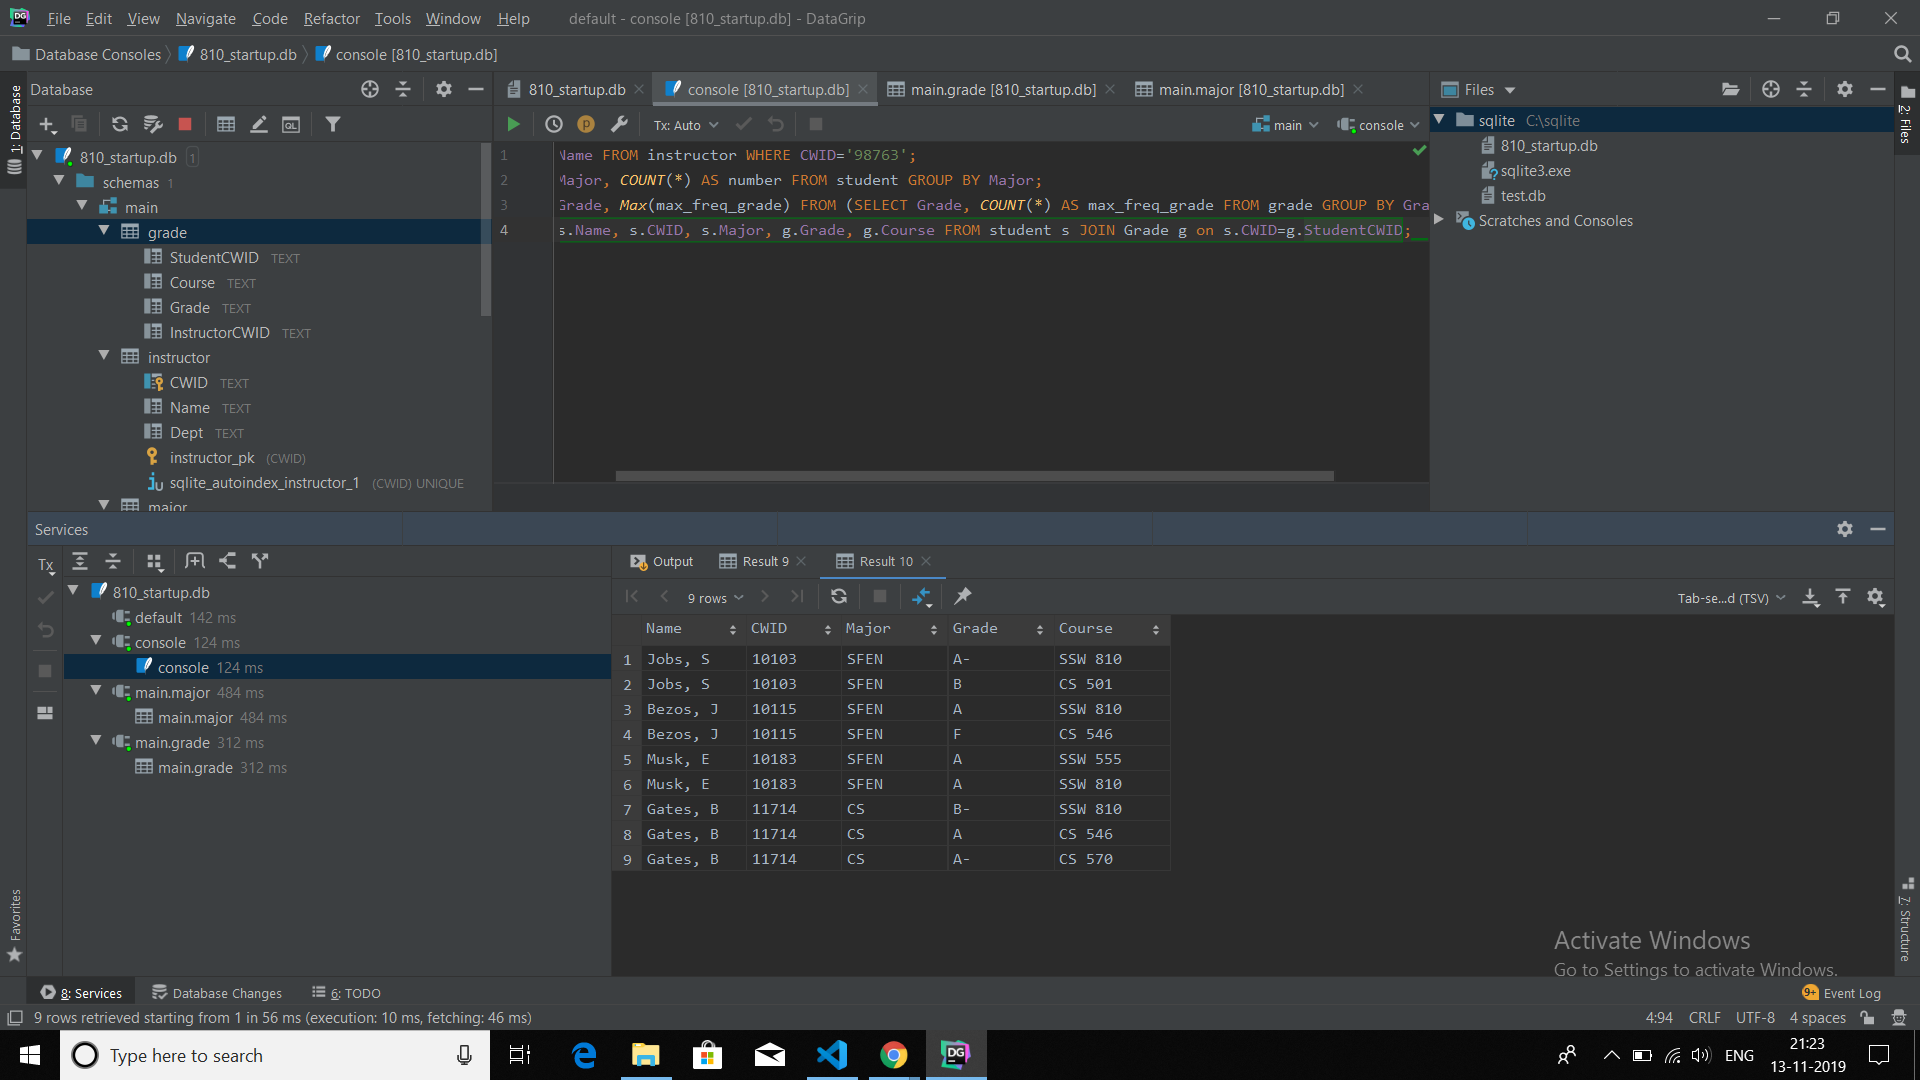 File Edit View Navigate Code Refactor Tools Window Help default - console [810_startup.db] - DataGrip
Database Consoles 810_startup.db console [810_startup.db]
1: Database
Database
810_startup.db 1
schemas 1
main
grade
StudentCWID TEXT
Course TEXT
Grade TEXT
InstructorCWID TEXT
instructor
CWID TEXT
Name TEXT
Dept TEXT
instructor_pk (CWID)
sqlite_autoindex_instructor_1 (CWID) UNIQUE
major
810_startup.db console [810_startup.db] main.grade [810_startup.db] main.major [810_startup.db]
Tx: Auto main console
1 Name FROM instructor WHERE CWID='98763';
2 Major, COUNT(*) AS number FROM student GROUP BY Major;
3 Grade, Max(max_freq_grade) FROM (SELECT Grade, COUNT(*) AS max_freq_grade FROM grade GROUP BY Gra
4 s.Name, s.CWID, s.Major, g.Grade, g.Course FROM student s JOIN Grade g on s.CWID=g.StudentCWID;
Files
sqlite C:\sqlite
810_startup.db
sqlite3.exe
test.db
Scratches and Consoles
2: Files
Services
Tx
810_startup.db
default 142 ms
console 124 ms
console 124 ms
main.major 484 ms
main.major 484 ms
main.grade 312 ms
main.grade 312 ms
Output Result 9 Result 10
9 rows Tab-se...d (TSV)
Name CWID Major Grade Course
1 Jobs, S 10103 SFEN A- SSW 810
2 Jobs, S 10103 SFEN B CS 501
3 Bezos, J 10115 SFEN A SSW 810
4 Bezos, J 10115 SFEN F CS 546
5 Musk, E 10183 SFEN A SSW 555
6 Musk, E 10183 SFEN A SSW 810
7 Gates, B 11714 CS B- SSW 810
8 Gates, B 11714 CS A CS 546
9 Gates, B 11714 CS A- CS 570
Favorites
7: Structure
Activate Windows
Go to Settings to activate Windows.
8: Services Database Changes 6: TODO 9+ Event Log
9 rows retrieved starting from 1 in 56 ms (execution: 10 ms, fetching: 46 ms) 4:94 CRLF UTF-8 4 spaces
Type here to search
DG
ENG
21:23
13-11-2019